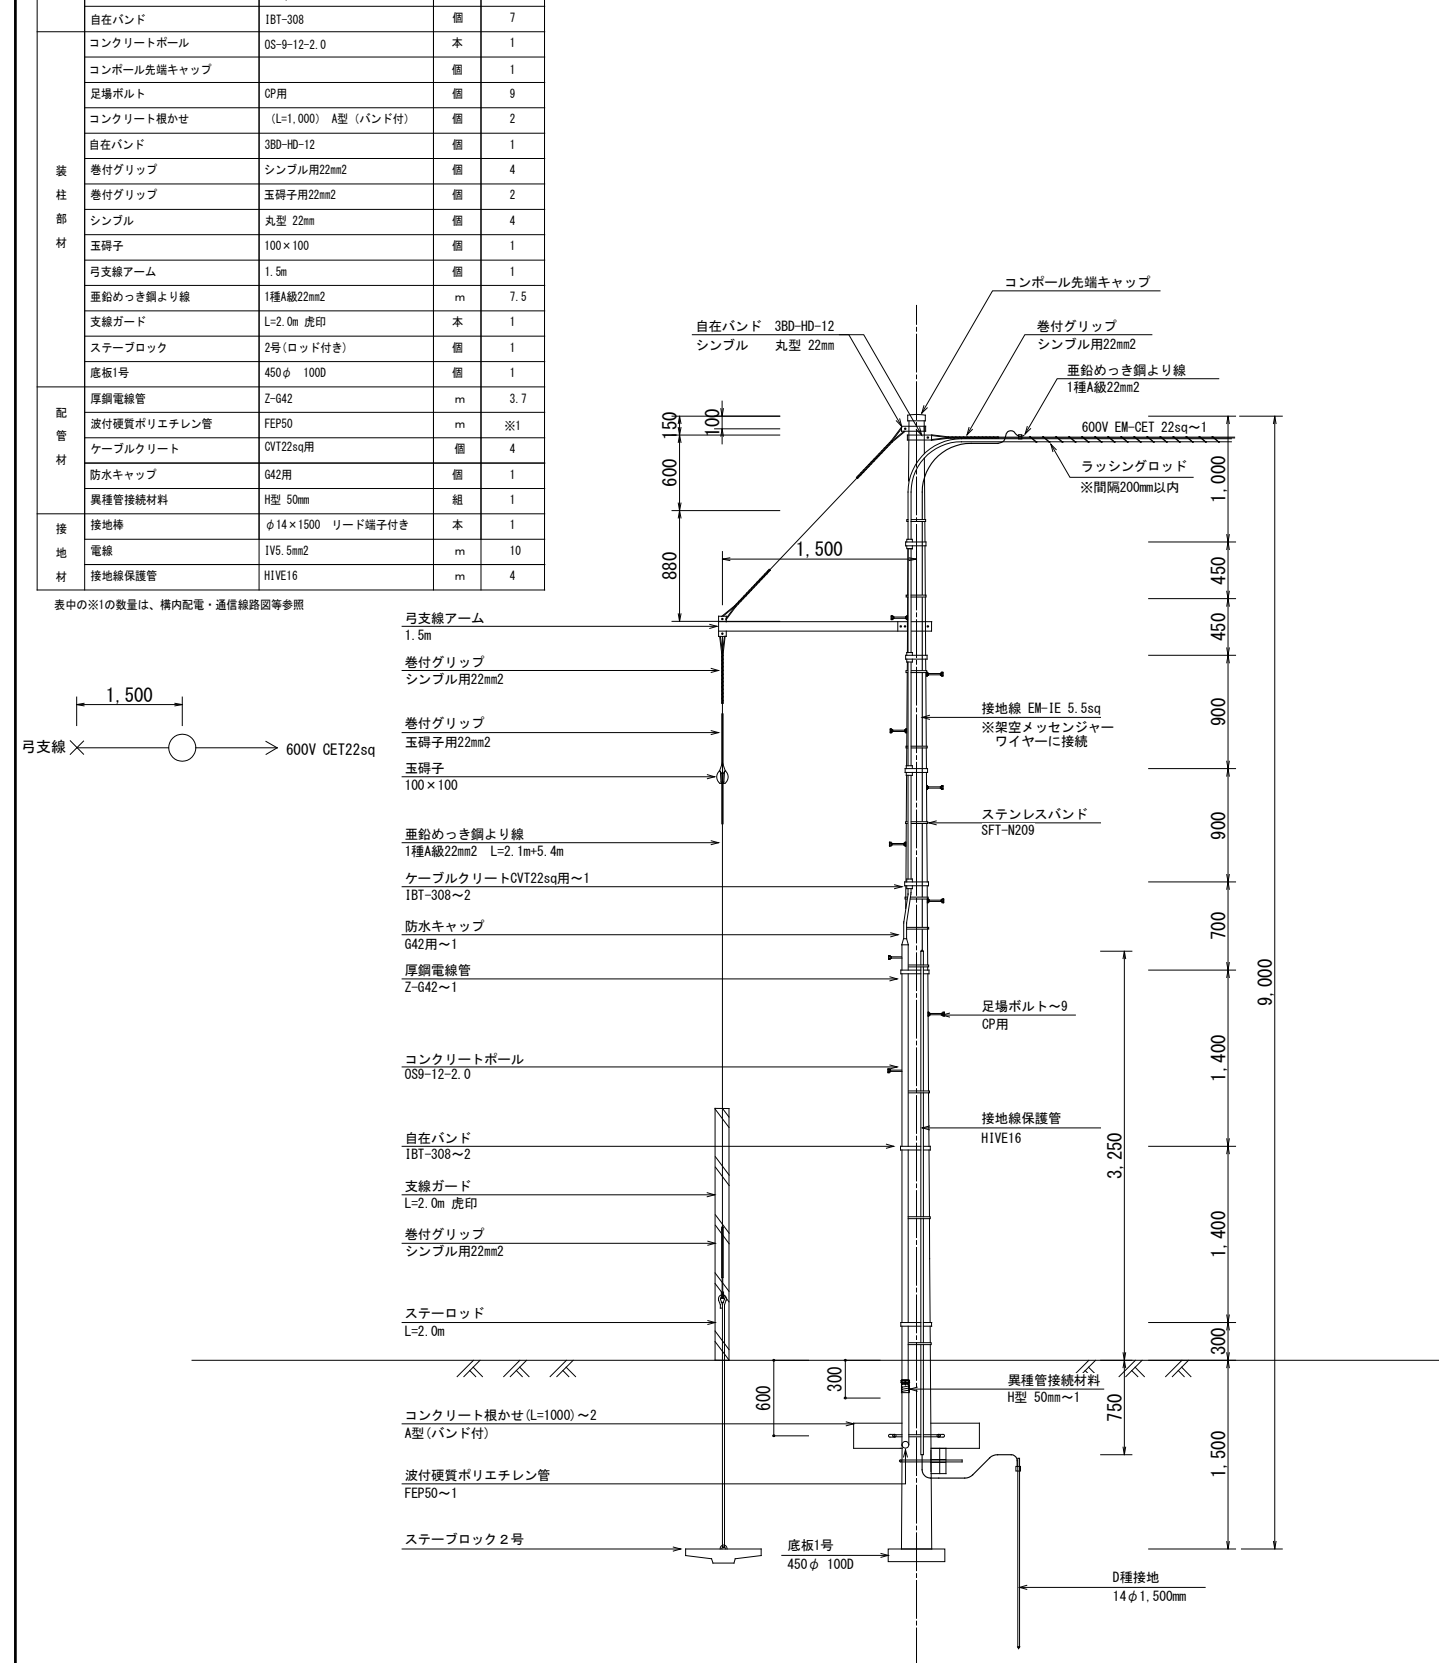 自在バンド IBT-308 個 7
装柱部材
コンクリートポール OS-9-12-2.0 本 1
コンポール先端キャップ 個 1
足場ボルト CP用 個 9
コンクリート根かせ (L=1,000) A型(バンド付) 個 2
自在バンド 3BD-HD-12 個 1
巻付グリップ シンブル用22mm2 個 4
巻付グリップ 玉碍子用22mm2 個 2
シンブル 丸型 22mm 個 4
玉碍子 100×100 個 1
弓支線アーム 1.5m 個 1
亜鉛めっき鋼より線 1種A級22mm2 m 7.5
支線ガード L=2.0m 虎印 本 1
ステーブロック 2号(ロッド付き) 個 1
底板1号 450φ 100D 個 1
配管材
厚鋼電線管 Z-G42 m 3.7
波付硬質ポリエチレン管 FEP50 m ※1
ケーブルクリート CVT22sq用 個 4
防水キャップ G42用 個 1
異種管接続材料 H型 50mm 組 1
接地材
接地棒 φ14×1500 リード端子付き 本 1
電線 IV5.5mm2 m 10
接地線保護管 HIVE16 m 4
表中の※1の数量は、構内配電・通信線路図等参照
1,500
弓支線
600V CET22sq
コンポール先端キャップ
自在バンド 3BD-HD-12
シンブル 丸型 22mm
巻付グリップ
シンブル用22mm2
亜鉛めっき鋼より線
1種A級22mm2
600V EM-CET 22sq～1
ラッシングロッド
※間隔200mm以内
150
100
600
880
1,500
弓支線アーム
1.5m
巻付グリップ
シンブル用22mm2
巻付グリップ
玉碍子用22mm2
玉碍子
100×100
亜鉛めっき鋼より線
1種A級22mm2 L=2.1m+5.4m
ケーブルクリートCVT22sq用～1
IBT-308～2
防水キャップ
G42用～1
厚鋼電線管
Z-G42～1
コンクリートポール
OS9-12-2.0
自在バンド
IBT-308～2
支線ガード
L=2.0m 虎印
巻付グリップ
シンブル用22mm2
ステーロッド
L=2.0m
コンクリート根かせ(L=1000)～2
A型(バンド付)
波付硬質ポリエチレン管
FEP50～1
ステーブロック２号
底板1号
450φ 100D
接地線 EM-IE 5.5sq
※架空メッセンジャー
ワイヤーに接続
ステンレスバンド
SFT-N209
足場ボルト～9
CP用
接地線保護管
HIVE16
異種管接続材料
H型 50mm～1
D種接地
14φ1,500mm
600
300
3,250
750
1,000
450
450
900
900
700
1,400
1,400
300
1,500
9,000